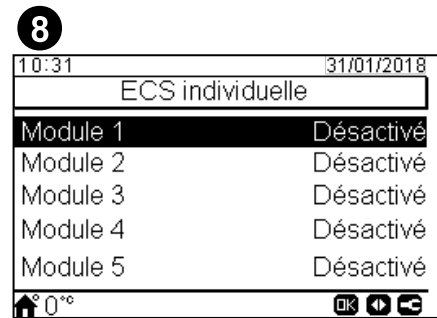 8
10:31 31/01/2018
ECS individuelle
Module 1 Désactivé
Module 2 Désactivé
Module 3 Désactivé
Module 4 Désactivé
Module 5 Désactivé
0°° OK